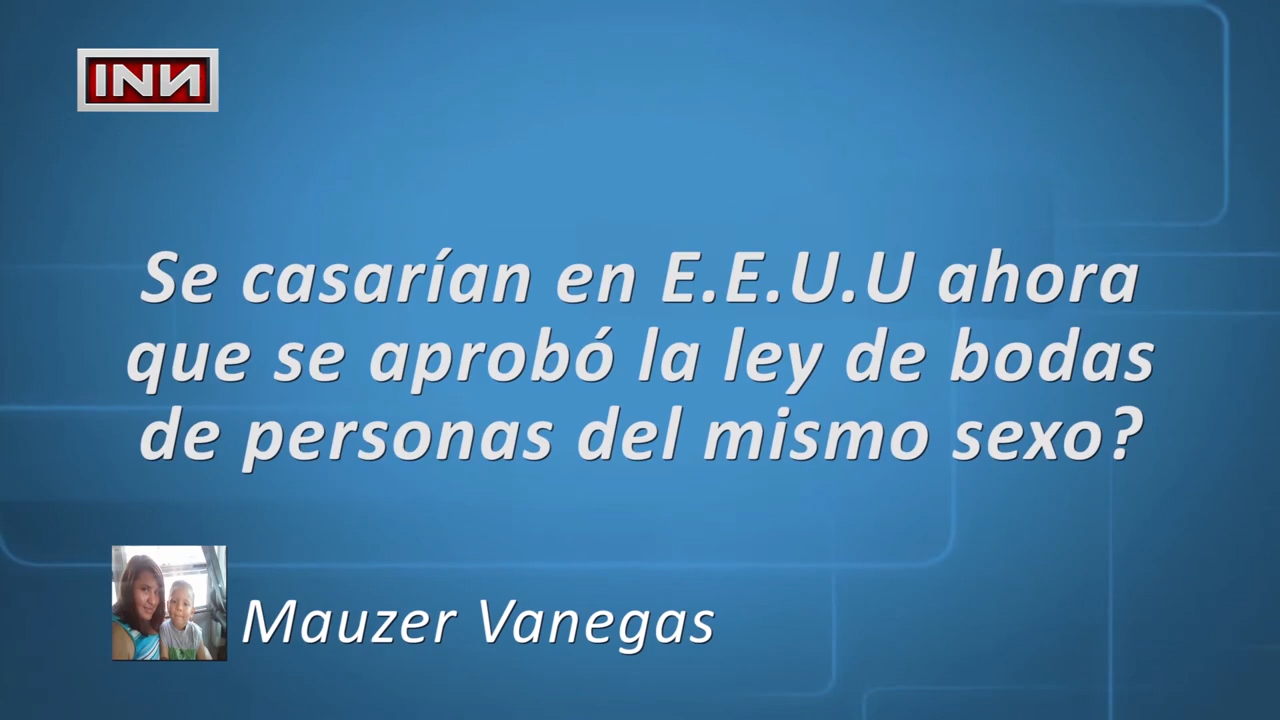 INN
Se casarían en E.E.U.U ahora
que se aprobó la ley de bodas
de personas del mismo sexo?
Mauzer Vanegas